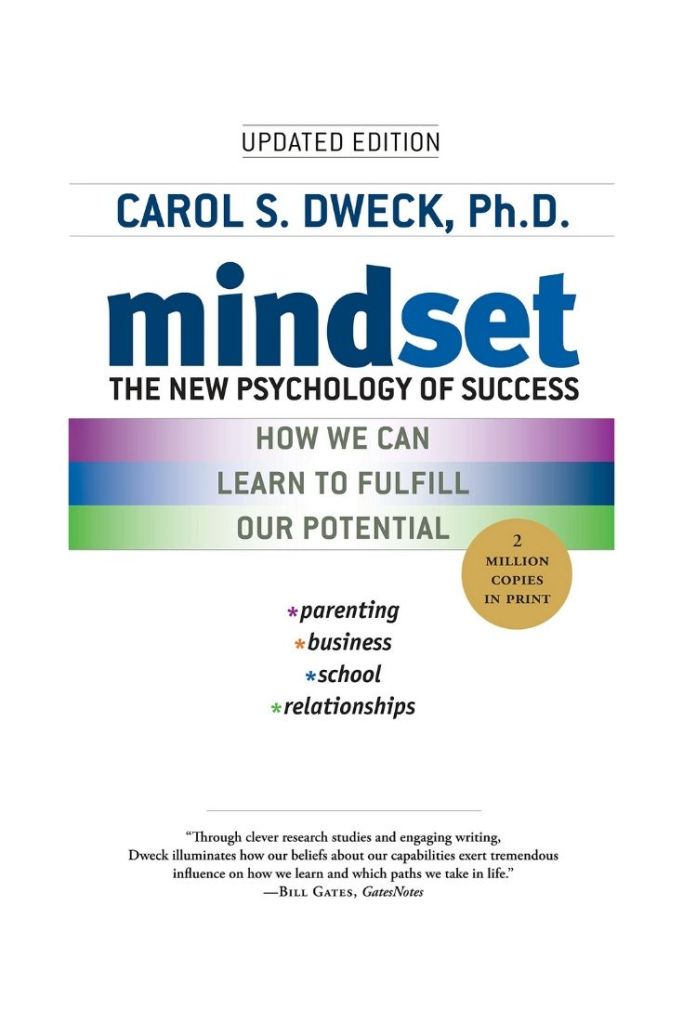 UPDATED EDITION
CAROL S. DWECK, Ph.D.
mindset
THE NEW PSYCHOLOGY OF SUCCESS
HOW WE CAN
LEARN TO FULFILL
OUR POTENTIAL
2
MILLION
COPIES
IN PRINT
*parenting
*business
*school
*relationships
“Through clever research studies and engaging writing,
Dweck illuminates how our beliefs about our capabilities exert tremendous
influence on how we learn and which paths we take in life.”
—BILL GATES, GatesNotes